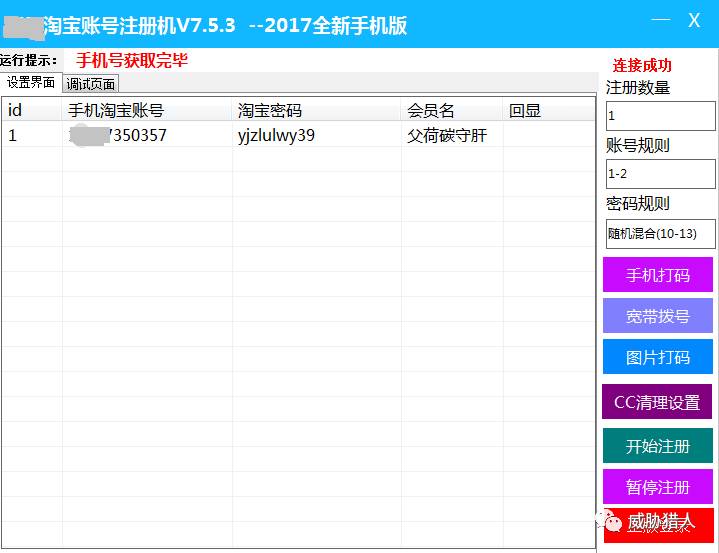 淘宝账号注册机V7.5.3 --2017全新手机版
— X
运行提示： 手机号获取完毕
连接成功
设置界面 调试页面
注册数量
id 手机淘宝账号 淘宝密码 会员名 回显
1
1 7350357 yjzlulwy39 父荷碳守肝
账号规则
1-2
密码规则
随机混合(10-13)
手机打码
宽带拨号
图片打码
CC清理设置
开始注册
暂停注册
威胁猎人